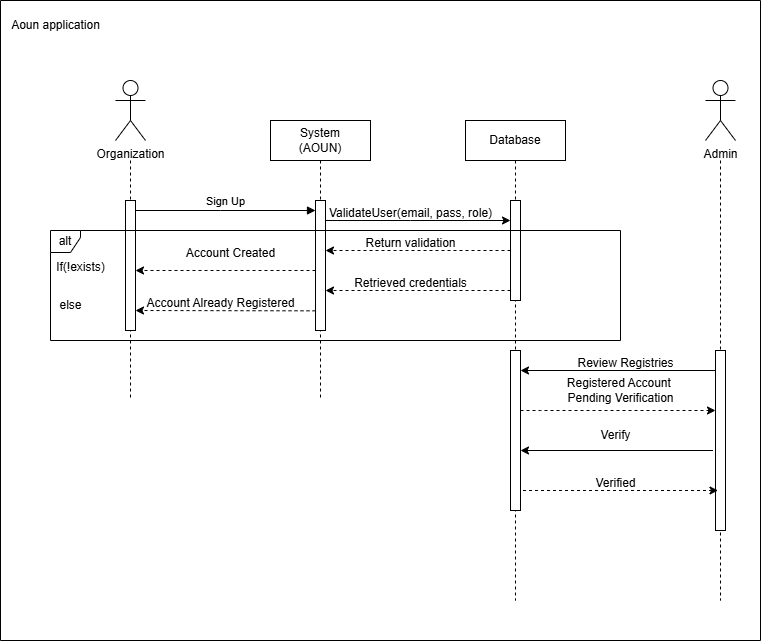 Aoun application
Organization
System
(AOUN)
Database
Admin
Sign Up
ValidateUser(email, pass, role)
alt
Return validation
Account Created
If(!exists)
Retrieved credentials
else
Account Already Registered
Review Registries
Registered Account
Pending Verification
Verify
Verified